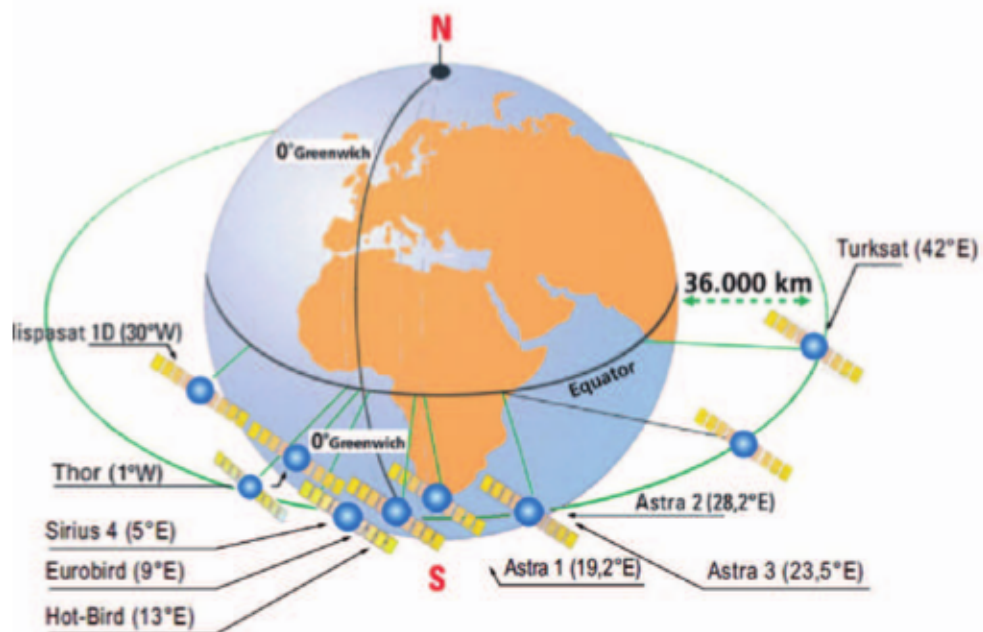 N
0°Greenwich
Turksat (42°E)
36.000 km
lispasat 1D (30°W)
Equator
0°Greenwich
Thor (1°W)
Astra 2 (28,2°E)
Sirius 4 (5°E)
Eurobird (9°E)
S
Astra 1 (19,2°E)
Astra 3 (23,5°E)
Hot-Bird (13°E)